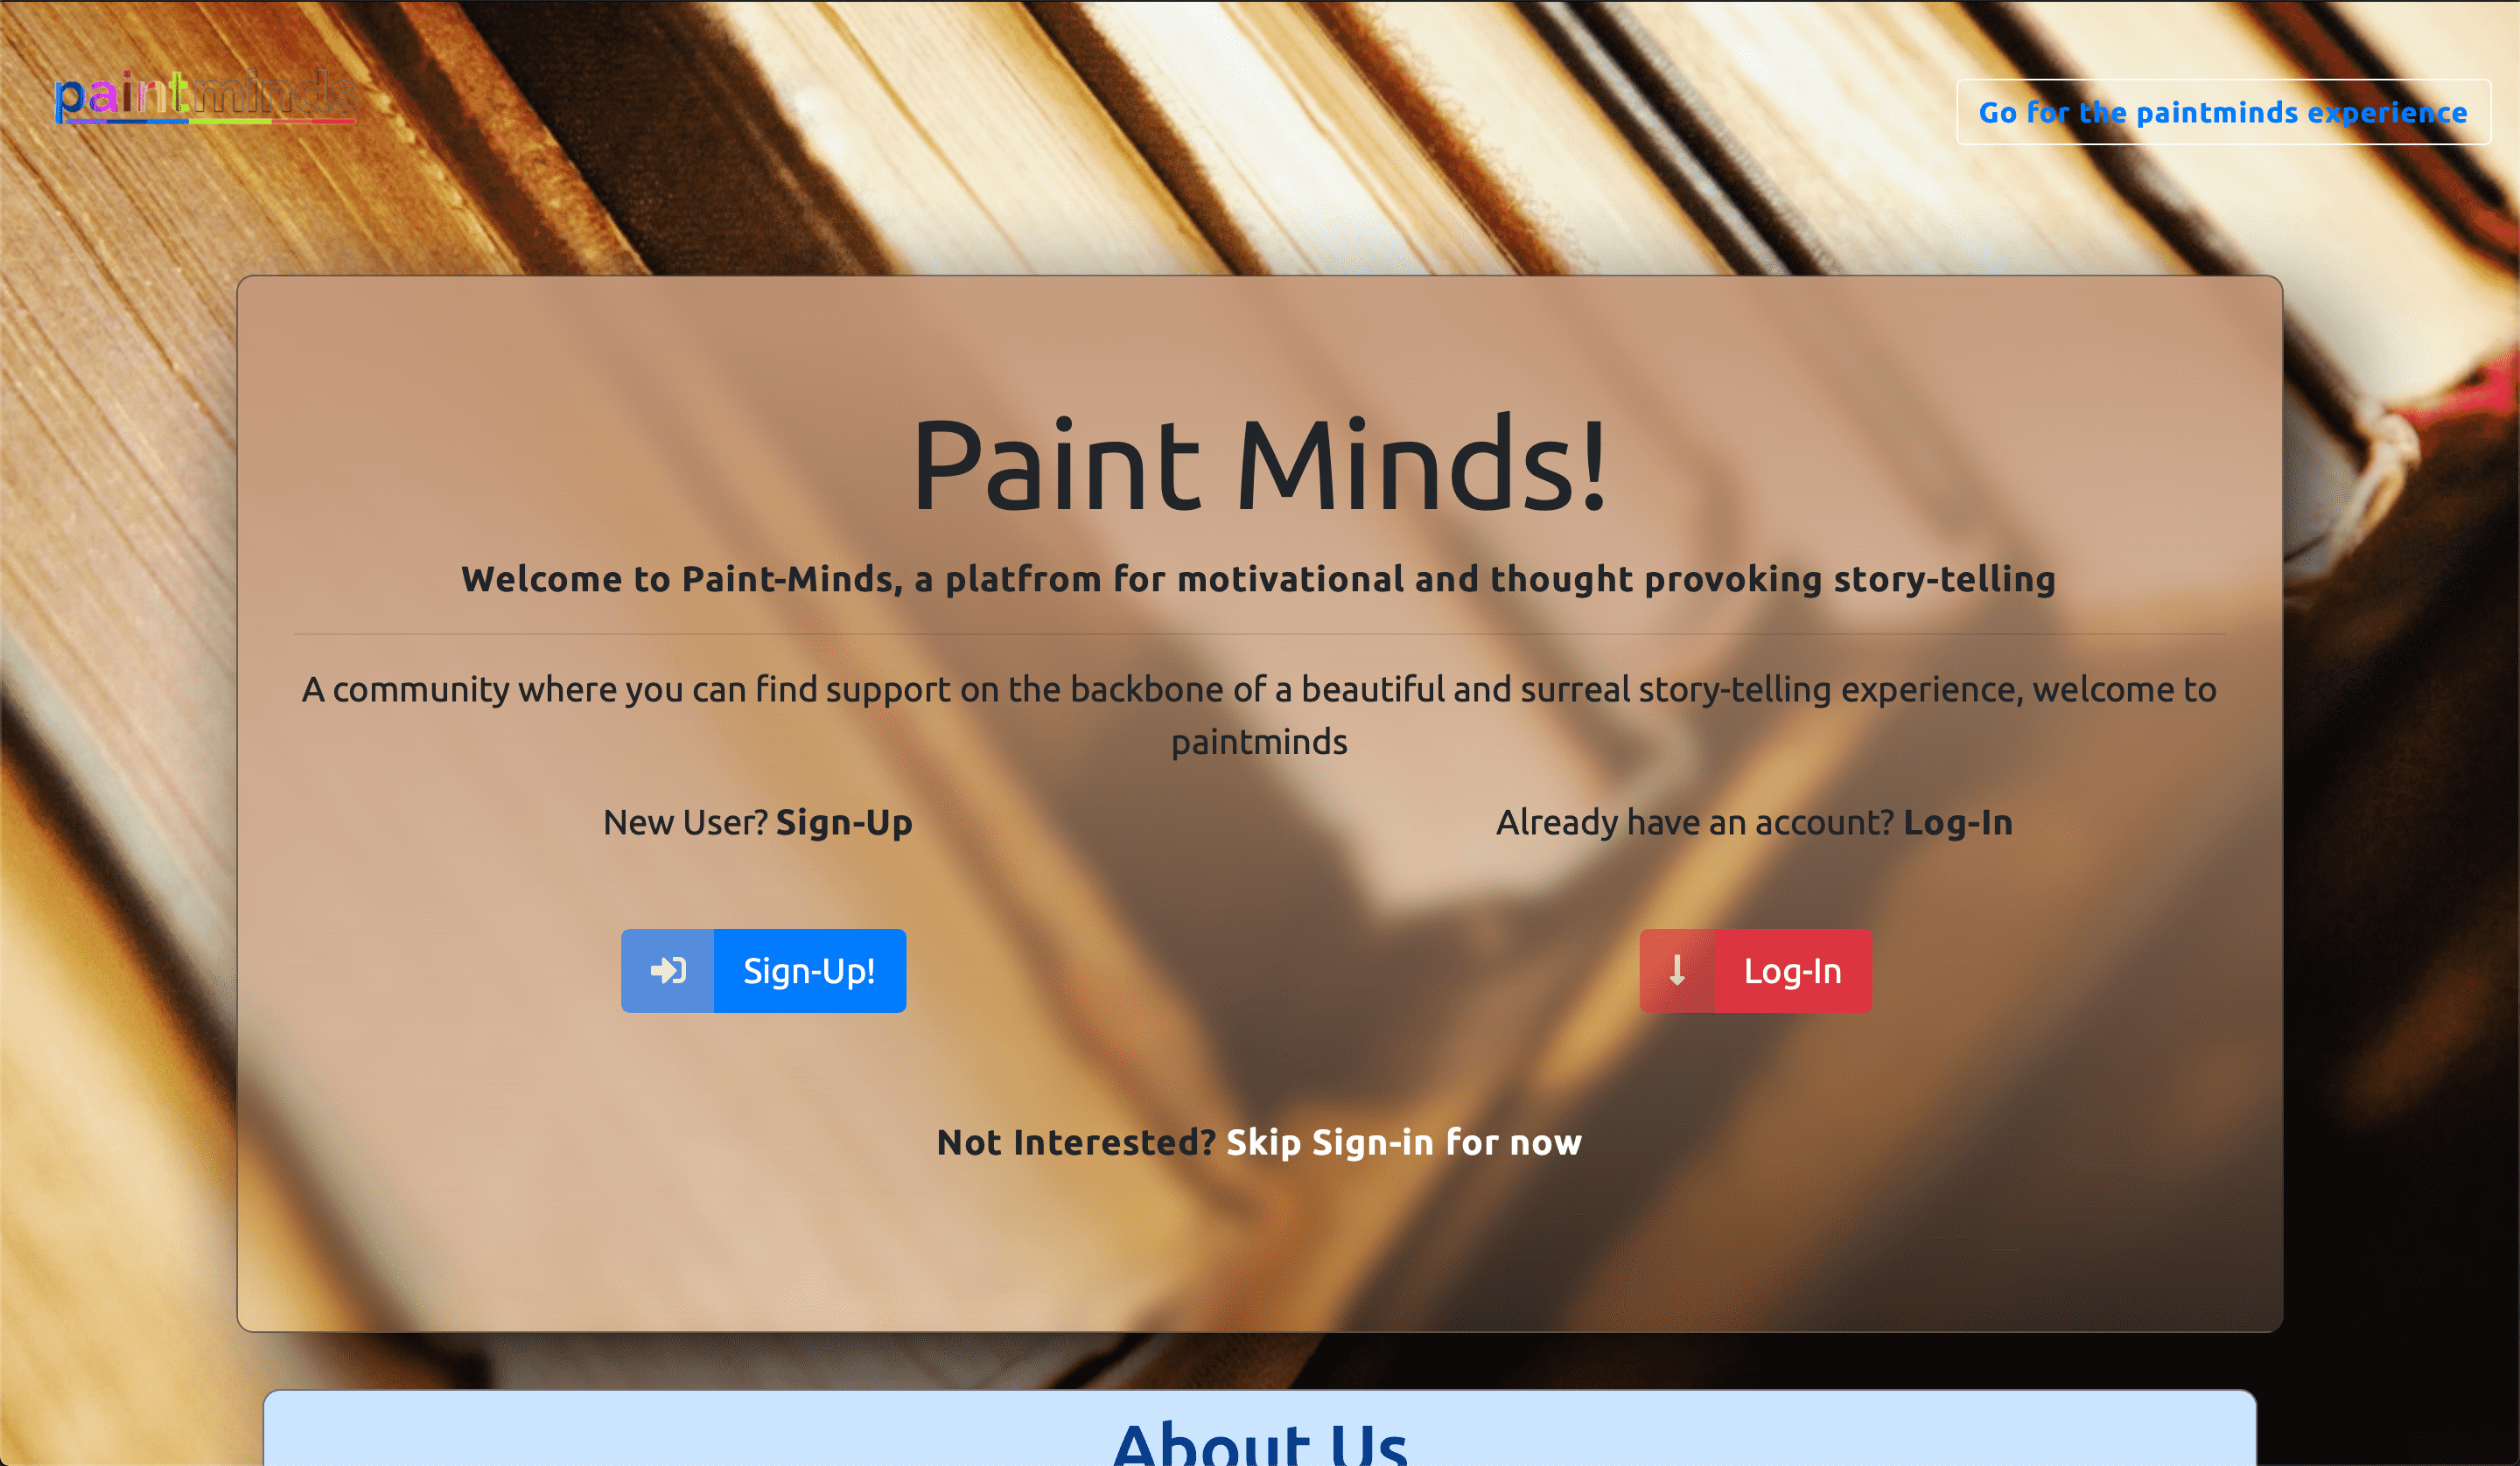 paintminds
Go for the paintminds experience
Paint Minds!
Welcome to Paint-Minds, a platfrom for motivational and thought provoking story-telling
A community where you can find support on the backbone of a beautiful and surreal story-telling experience, welcome to
paintminds
New User? Sign-Up
Already have an account? Log-In
Sign-Up!
Log-In
Not Interested? Skip Sign-in for now
About Us